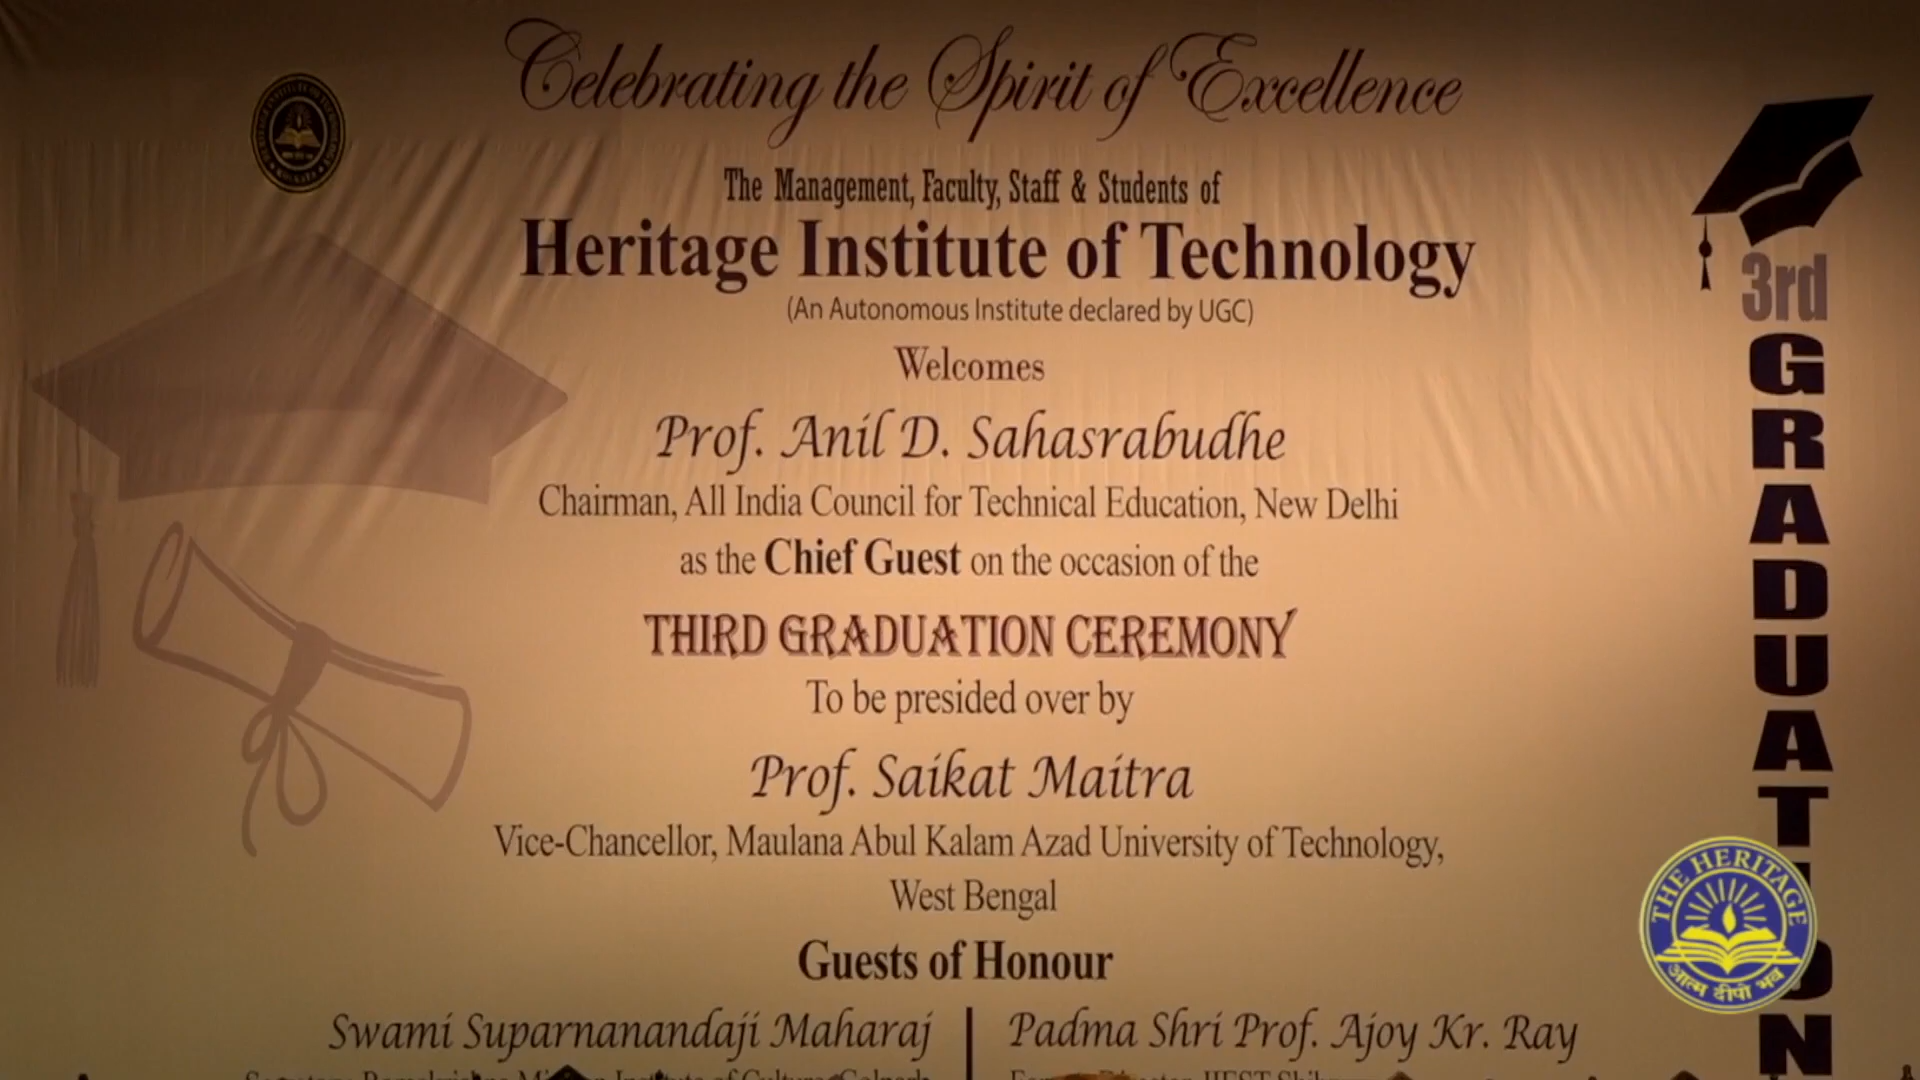 Celebrating the Spirit of Excellence
The Management, Faculty, Staff & Students of
Heritage Institute of Technology
(An Autonomous Institute declared by UGC)
Welcomes
Prof. Anil D. Sahasrabudhe
Chairman, All India Council for Technical Education, New Delhi
as the Chief Guest on the occasion of the
THIRD GRADUATION CEREMONY
To be presided over by
Prof. Saikat Maitra
Vice-Chancellor, Maulana Abul Kalam Azad University of Technology,
West Bengal
Guests of Honour
Swami Suparnanandaji Maharaj
Padma Shri Prof. Ajoy Kr. Ray
3rd
GRADUATION
THE HERITAGE
आत्म दीपो भव